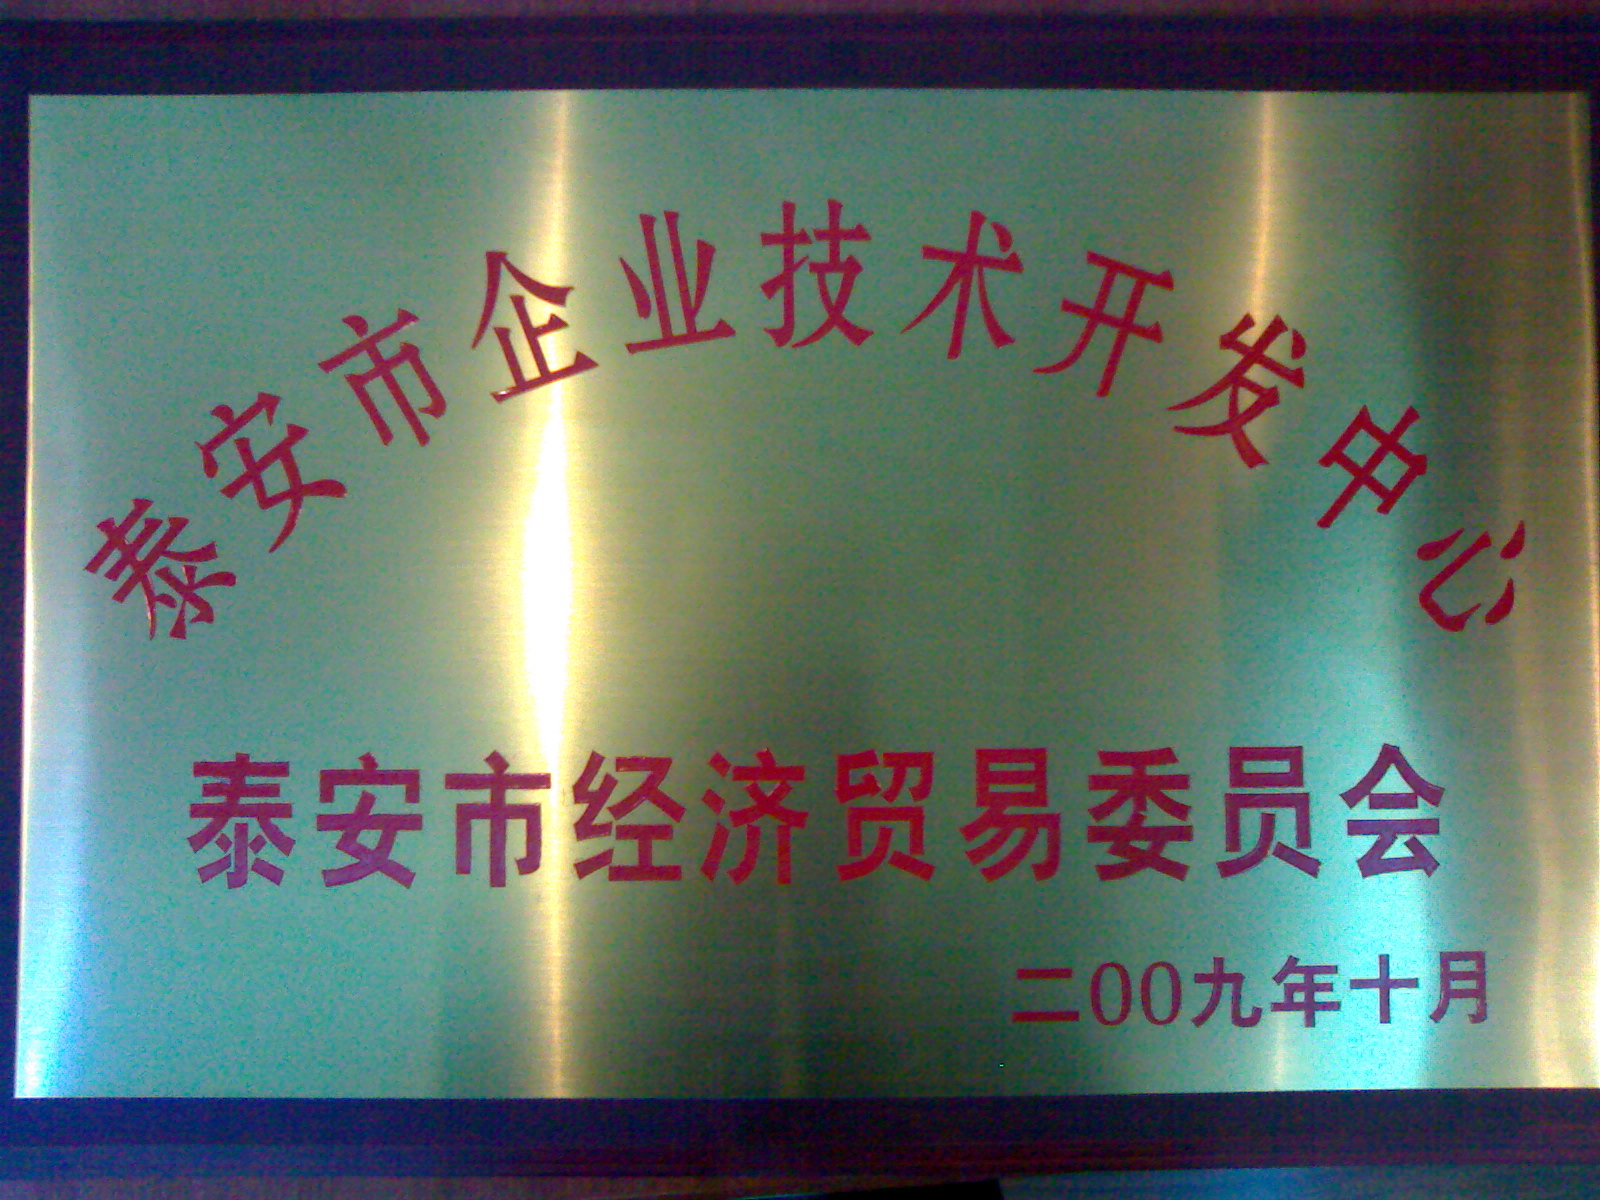 泰安市企业技术开发中心
泰安市经济贸易委员会
二00九年十月